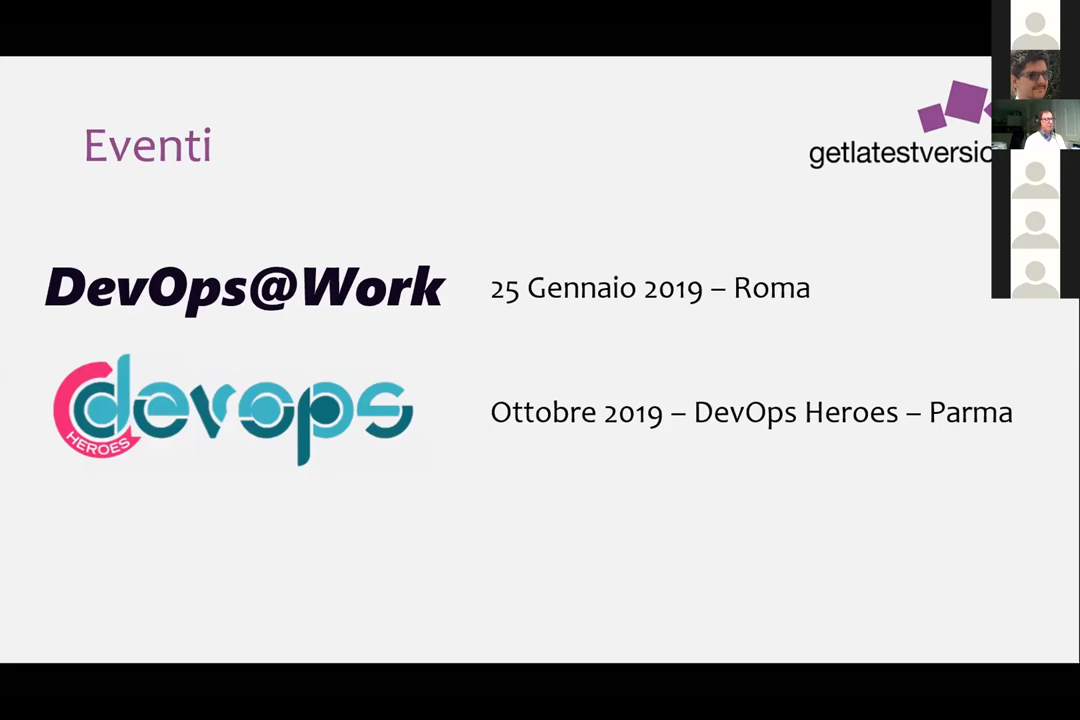 Eventi
getlatestversio
DevOps@Work
25 Gennaio 2019 – Roma
devops
HEROES
Ottobre 2019 – DevOps Heroes – Parma